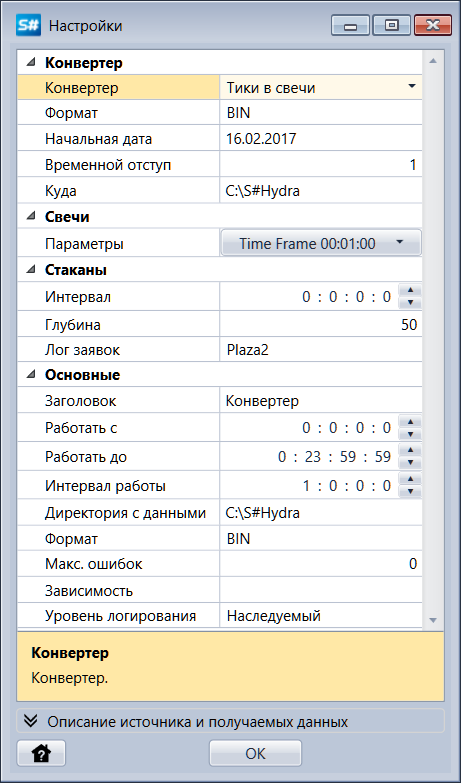 S# Настройки
Конвертер
Конвертер Тики в свечи
Формат BIN
Начальная дата 16.02.2017
Временной отступ 1
Куда C:\S#Hydra
Свечи
Параметры Time Frame 00:01:00
Стаканы
Интервал 0 : 0 : 0 : 0
Глубина 50
Лог заявок Plaza2
Основные
Заголовок Конвертер
Работать с 0 : 0 : 0 : 0
Работать до 0 : 23 : 59 : 59
Интервал работы 1 : 0 : 0 : 0
Директория с данными C:\S#Hydra
Формат BIN
Макс. ошибок 0
Зависимость
Уровень логирования Наследуемый
Конвертер
Конвертер.
Описание источника и получаемых данных
? OK